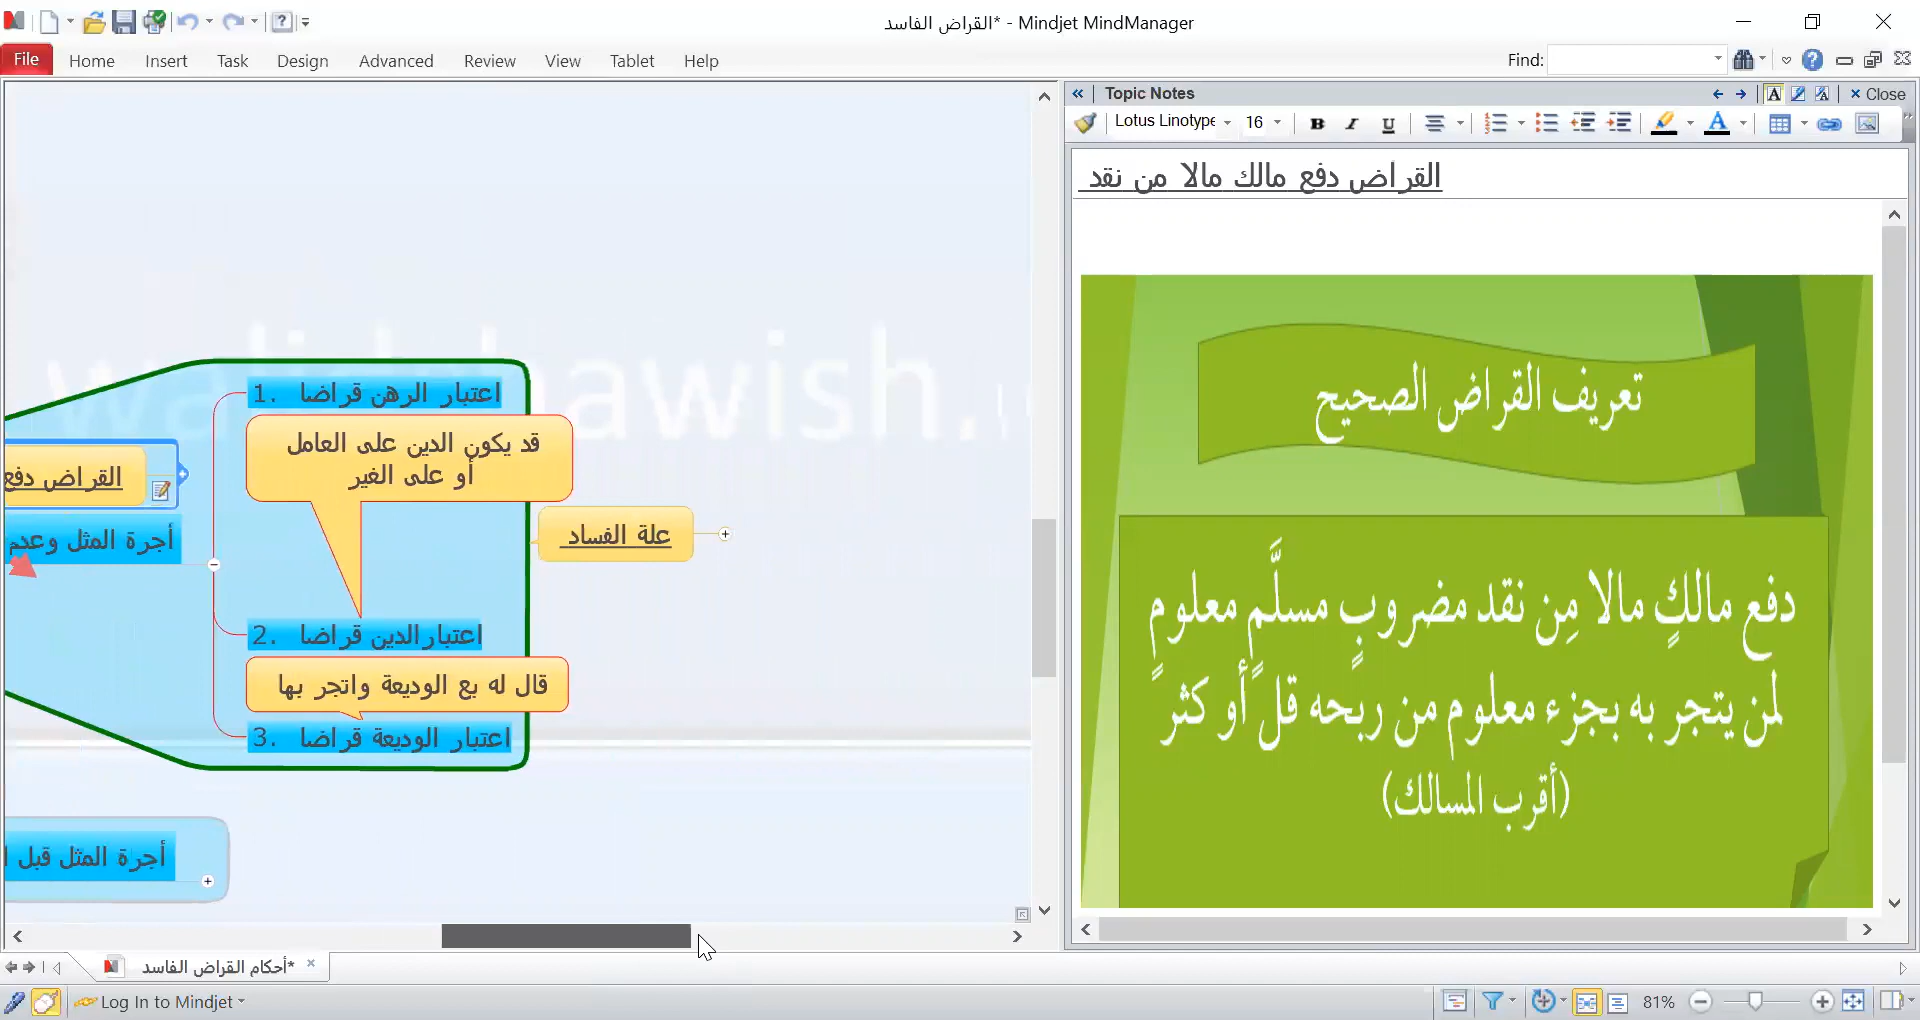 *القراض الفاسد - Mindjet MindManager
File Home Insert Task Design Advanced Review View Tablet Help
Find:
اعتبار الرهن قراضا .1
قد يكون الدين على العامل
أو على الغير
القراض دفع
أجرة المثل وعدم
علة الفساد
اعتبارالدين قراضا .2
قال له بع الوديعة واتجر بها
اعتبار الوديعة قراضا .3
أجرة المثل قبل
Topic Notes
Close
Lotus Linotype 16 B I U
القراض دفع مالك مالا من نقد
تعريف القراض الصحيح
دفع مالكٍ مالا مِن نقد مضروبٍ مسلَّمٍ معلومٍ
لمن يتجر به بجزء معلوم من ربحه قلٍ أو كثر
(أقرب المسالك)
*أحكام القراض الفاسد
Log In to Mindjet
81%